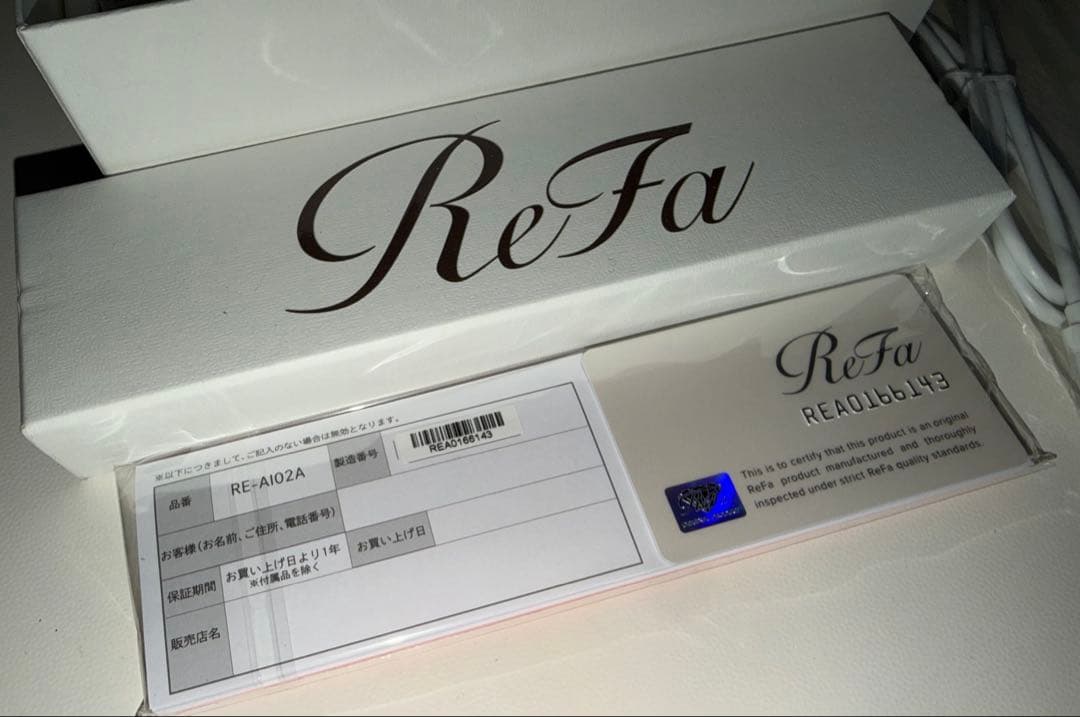 ReFa
※以下につきまして、ご記入のない場合は無効となります。
品番
RE-AI02A
製造番号
REA0166143
お客様(お名前、ご住所、電話番号)
保証期間
お買い上げ日より1年
※付属品を除く
お買い上げ日
販売店名
ReFa
REA0166143
This is to certify that this product is an original
ReFa product manufactured and thoroughly
inspected under strict ReFa quality standards.